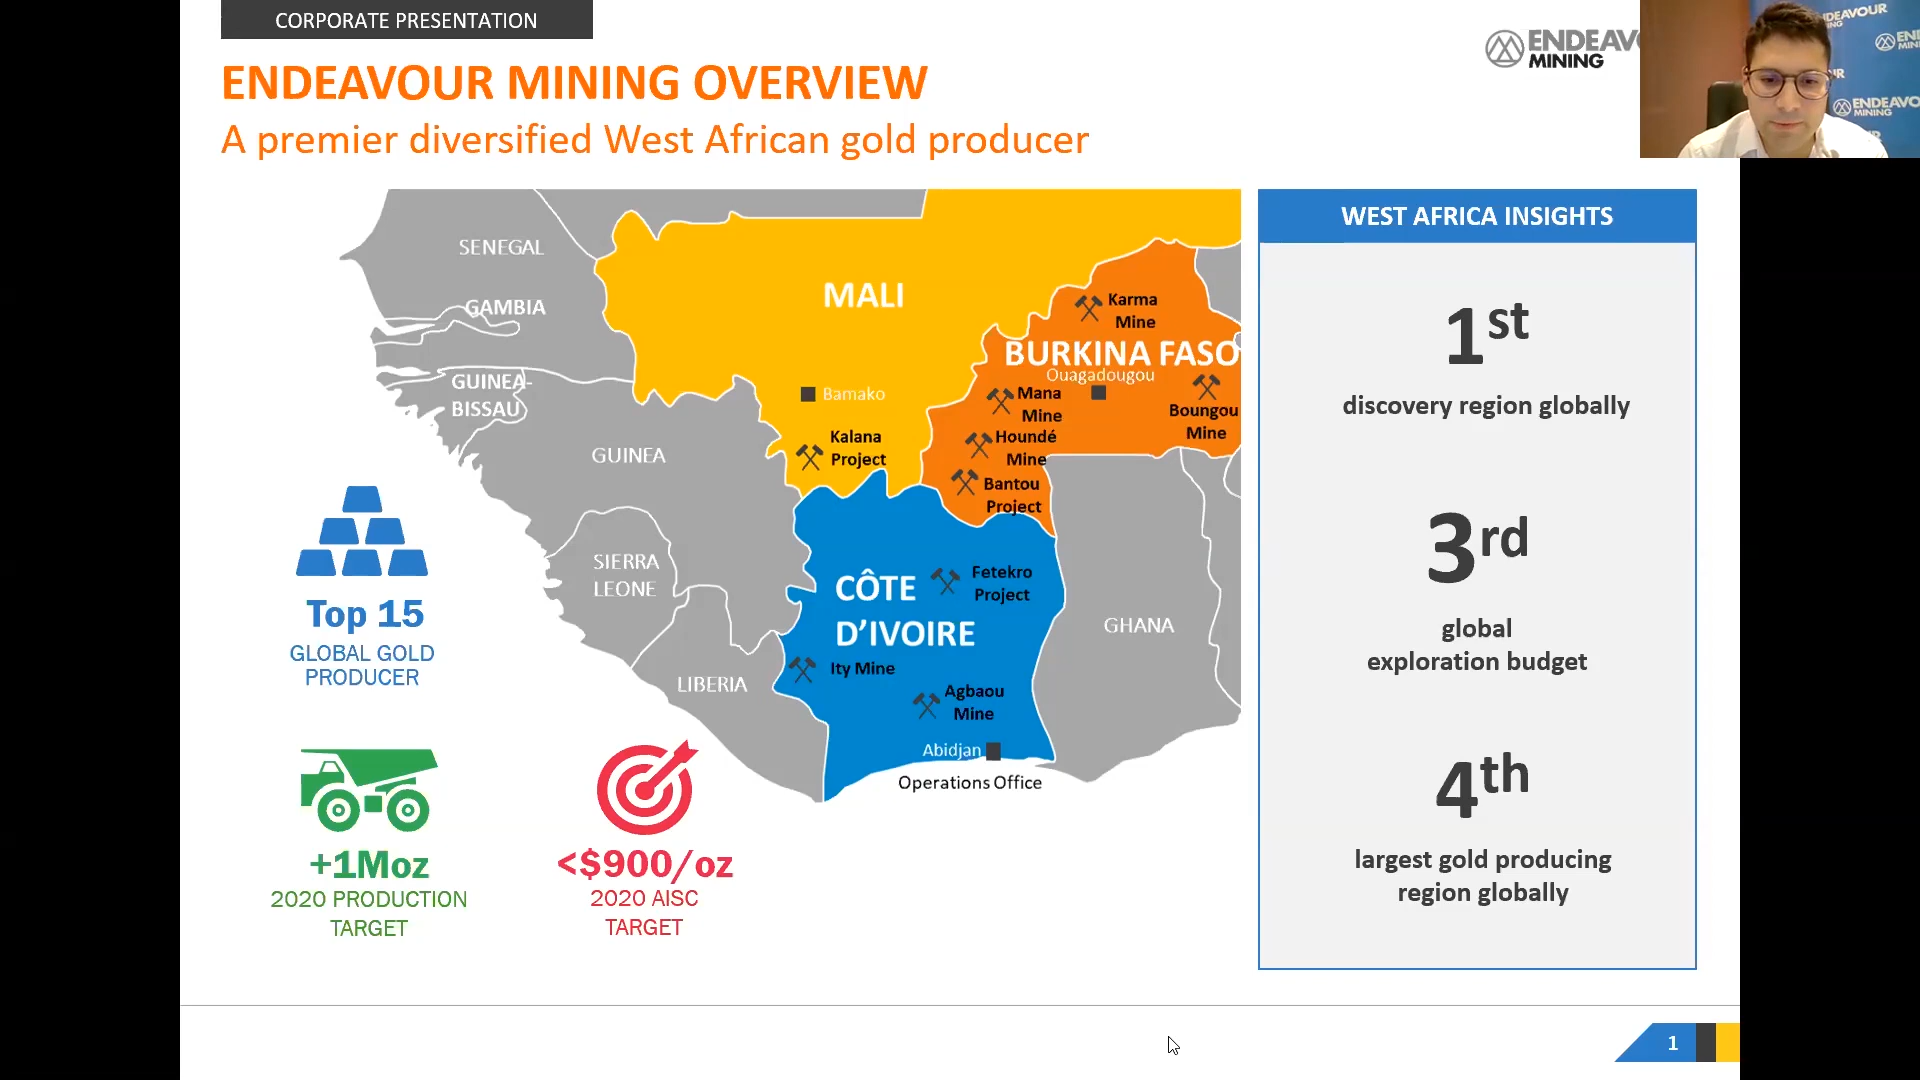 CORPORATE PRESENTATION
ENDEAVOUR MINING OVERVIEW
A premier diversified West African gold producer
MINING
SENEGAL
GAMBIA
GUINEA-
BISSAU
GUINEA
SIERRA
LEONE
LIBERIA
MALI
Bamako
Kalana
Project
BURKINA FASO
Ouagadougou
Karma
Mine
Mana
Mine
Houndé
Mine
Bantou
Project
Boungou
Mine
CÔTE
D’IVOIRE
Fetekro
Project
Ity Mine
Agbaou
Mine
Abidjan
Operations Office
GHANA
Top 15
GLOBAL GOLD
PRODUCER
+1Moz
2020 PRODUCTION
TARGET
<$900/oz
2020 AISC
TARGET
WEST AFRICA INSIGHTS
1st
discovery region globally
3rd
global
exploration budget
4th
largest gold producing
region globally
1
MINING